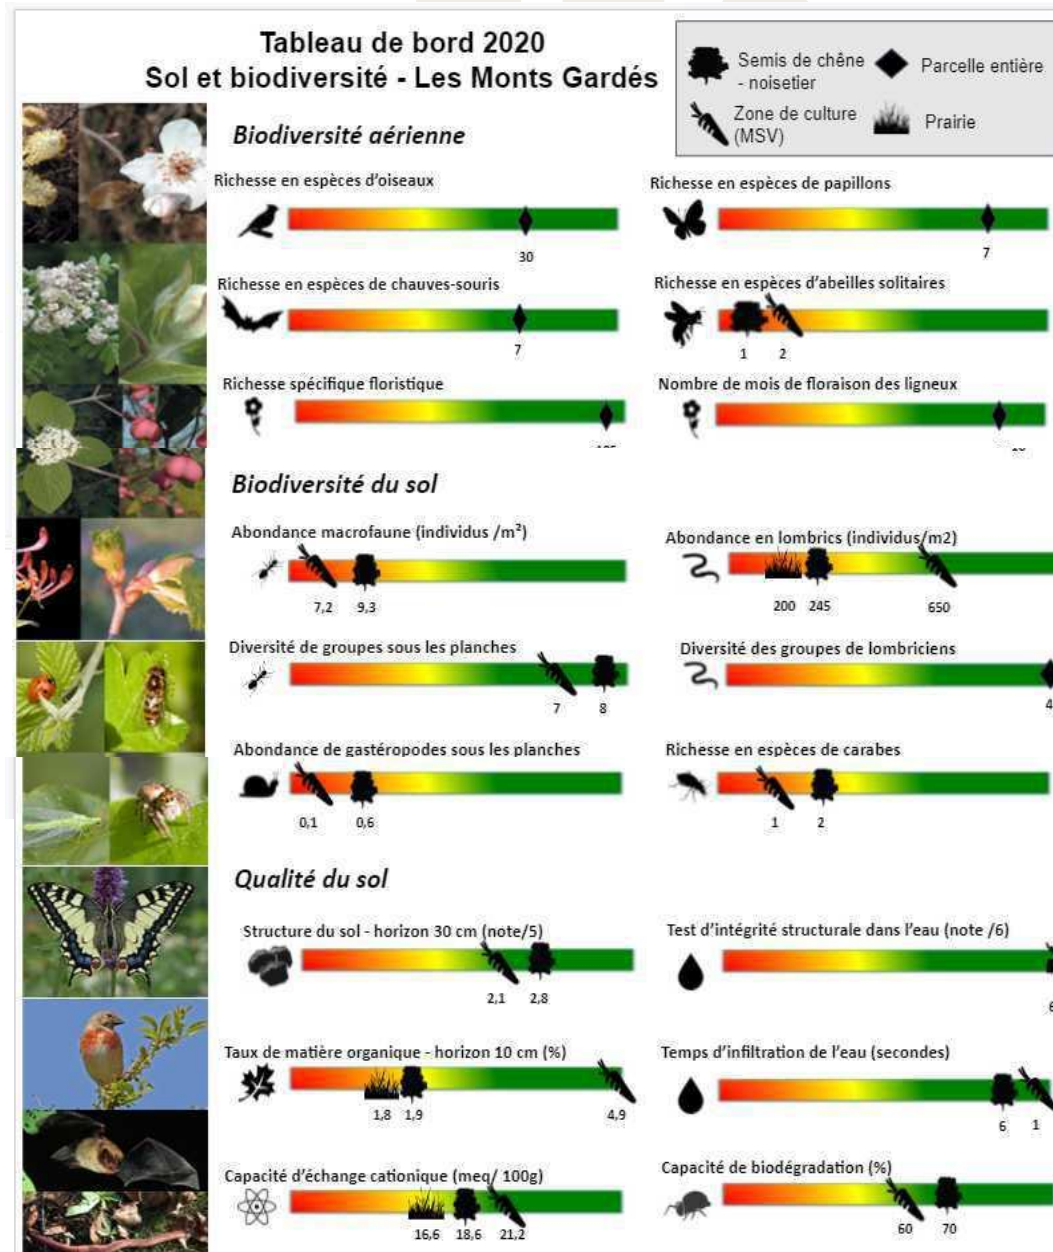 Tableau de bord 2020
Sol et biodiversité - Les Monts Gardés
Semis de chêne
- noisetier
Parcelle entière
Zone de culture
(MSV)
Prairie
Biodiversité aérienne
Richesse en espèces d'oiseaux
30
Richesse en espèces de papillons
7
Richesse en espèces de chauves-souris
7
Richesse en espèces d'abeilles solitaires
1 2
Richesse spécifique floristique
Nombre de mois de floraison des ligneux
Biodiversité du sol
Abondance macrofaune (individus /m²)
7,2 9,3
Abondance en lombrics (individus/m2)
200 245 650
Diversité de groupes sous les planches
7 8
Diversité des groupes de lombriciens
4
Abondance de gastéropodes sous les planches
0,1 0,6
Richesse en espèces de carabes
1 2
Qualité du sol
Structure du sol - horizon 30 cm (note/5)
2,1 2,8
Test d'intégrité structurale dans l'eau (note /6)
6
Taux de matière organique - horizon 10 cm (%)
1,8 1,9 4,9
Temps d'infiltration de l'eau (secondes)
6 1
Capacité d'échange cationique (meq/ 100g)
16,6 18,6 21,2
Capacité de biodégradation (%)
60 70